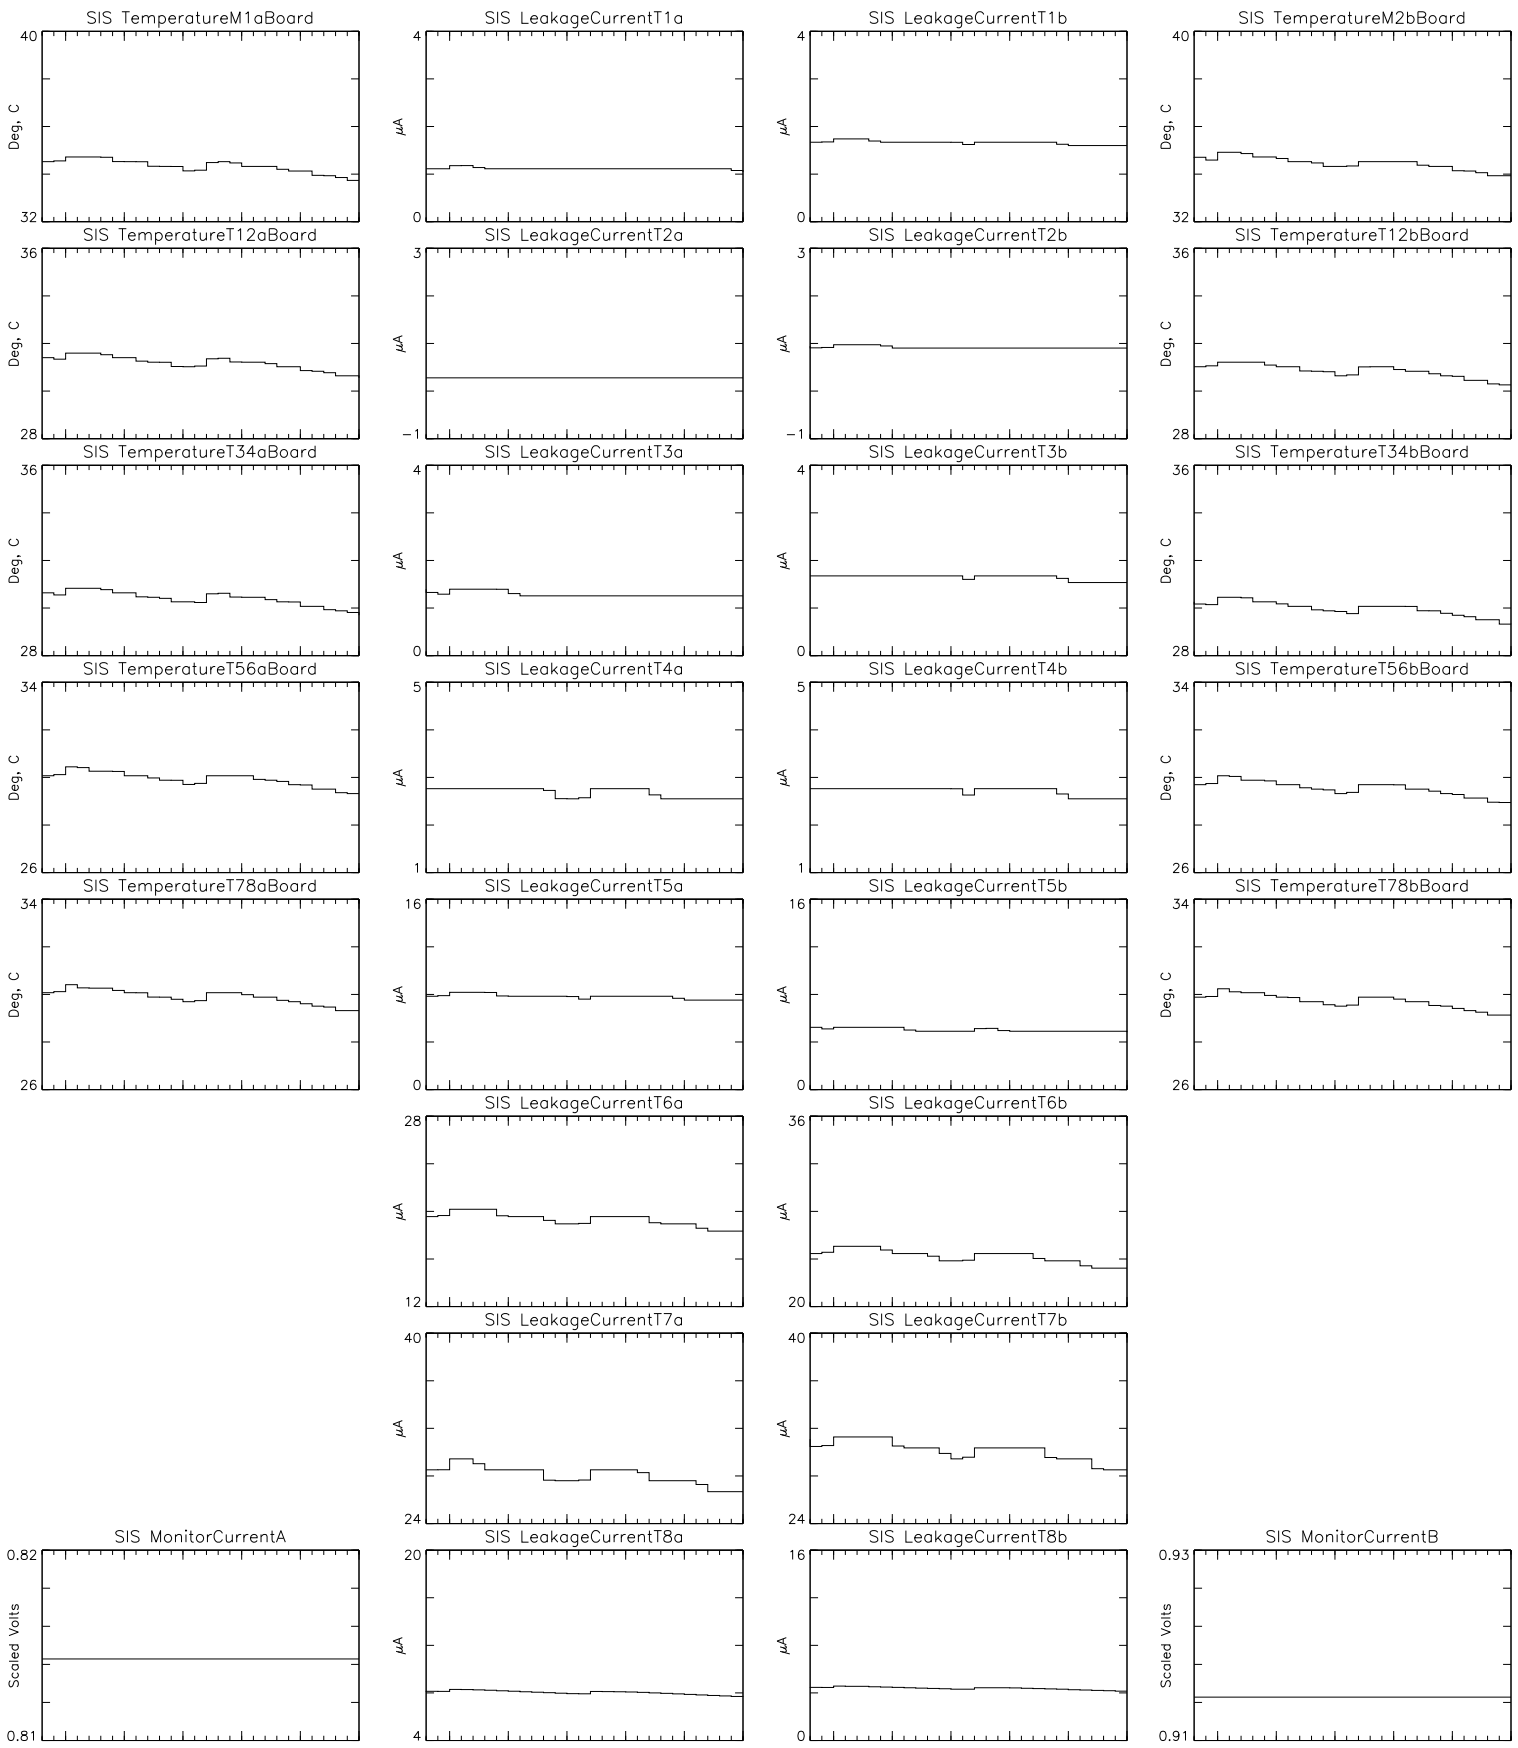 SIS TemperatureM1aBoard
SIS LeakageCurrentT1a
SIS LeakageCurrentT1b
SIS TemperatureM2bBoard
40
Deg, C
32
4
μA
0
4
μA
0
40
Deg, C
32
SIS TemperatureT12aBoard
SIS LeakageCurrentT2a
SIS LeakageCurrentT2b
SIS TemperatureT12bBoard
36
Deg, C
28
3
μA
-1
3
μA
-1
36
Deg, C
28
SIS TemperatureT34aBoard
SIS LeakageCurrentT3a
SIS LeakageCurrentT3b
SIS TemperatureT34bBoard
36
Deg, C
28
4
μA
0
4
μA
0
36
Deg, C
28
SIS TemperatureT56aBoard
SIS LeakageCurrentT4a
SIS LeakageCurrentT4b
SIS TemperatureT56bBoard
34
Deg, C
26
5
μA
1
5
μA
1
34
Deg, C
26
SIS TemperatureT78aBoard
SIS LeakageCurrentT5a
SIS LeakageCurrentT5b
SIS TemperatureT78bBoard
34
Deg, C
26
16
μA
0
16
μA
0
34
Deg, C
26
SIS LeakageCurrentT6a
SIS LeakageCurrentT6b
28
μA
12
36
μA
20
SIS LeakageCurrentT7a
SIS LeakageCurrentT7b
40
μA
24
40
μA
24
SIS MonitorCurrentA
SIS LeakageCurrentT8a
SIS LeakageCurrentT8b
SIS MonitorCurrentB
0.82
Scaled Volts
0.81
20
μA
4
16
μA
0
0.93
Scaled Volts
0.91